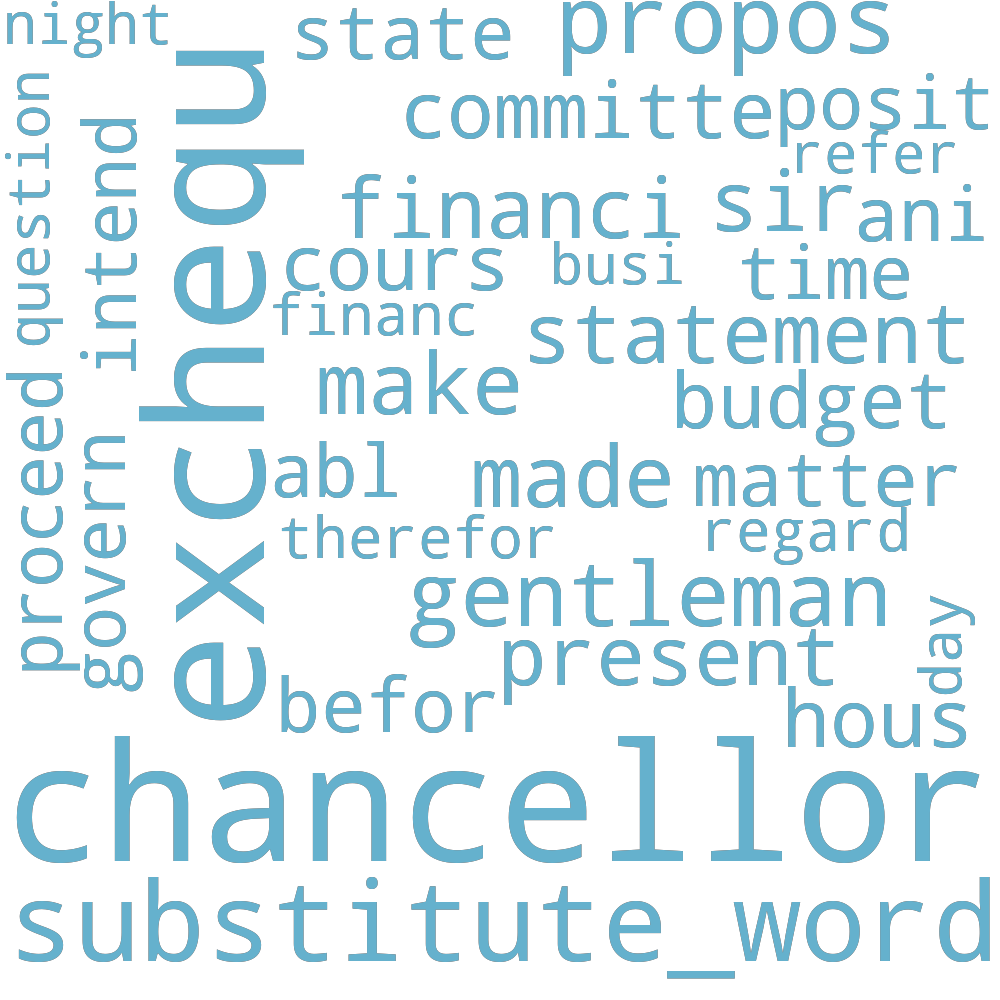 night
state
propos
committe
posit
refer
question
intend
exchequ
financi
sir
ani
cours
busi
time
financ
statement
make
budget
proceed
govern
abl
made
matter
therefor
regard
gentleman
present
day
befor
hous
chancellor
substitute_word